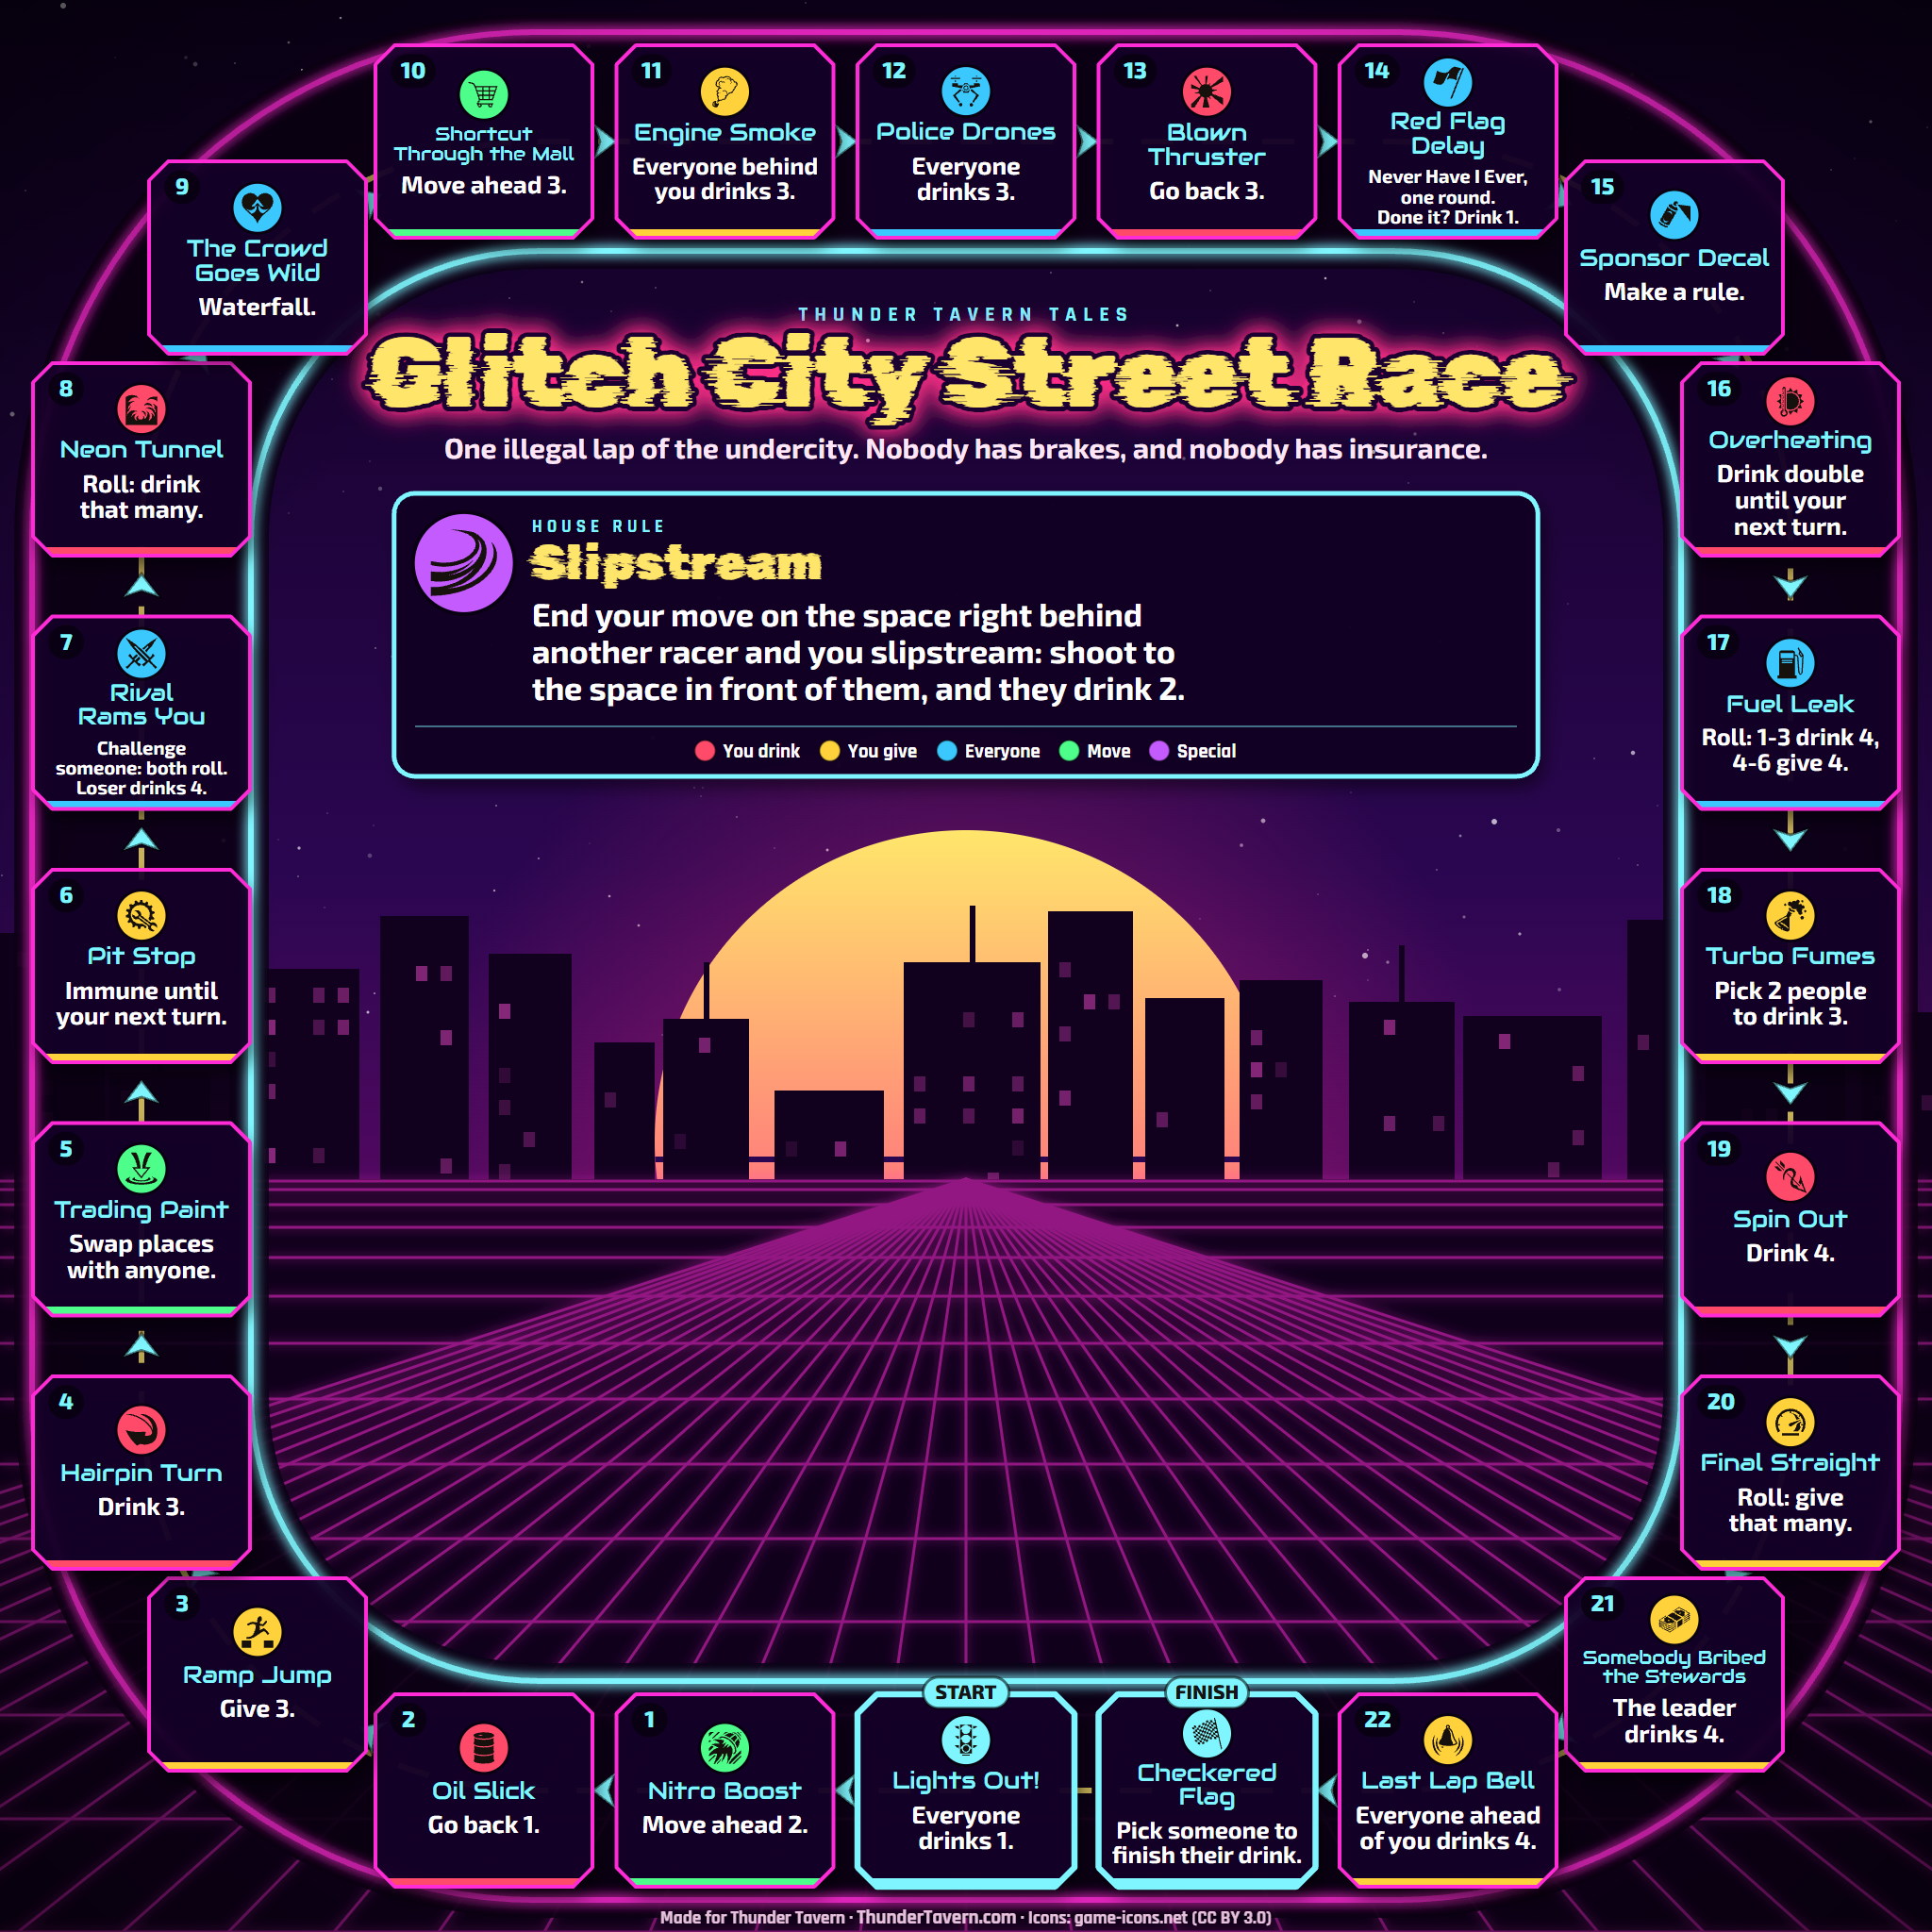 THUNDER TAVERN TALES
Glitch City Street Race
One illegal lap of the undercity. Nobody has brakes, and nobody has insurance.
HOUSE RULE
Slipstream
End your move on the space right behind
another racer and you slipstream: shoot to
the space in front of them, and they drink 2.
You drink
You give
Everyone
Move
Special
START
Lights Out!
Everyone
drinks 1.
1
Nitro Boost
Move ahead 2.
2
Oil Slick
Go back 1.
3
Ramp Jump
Give 3.
4
Hairpin Turn
Drink 3.
5
Trading Paint
Swap places
with anyone.
6
Pit Stop
Immune until
your next turn.
7
Rival
Rams You
Challenge
someone: both roll.
Loser drinks 4.
8
Neon Tunnel
Roll: drink
that many.
9
The Crowd
Goes Wild
Waterfall.
10
Shortcut
Through the Mall
Move ahead 3.
11
Engine Smoke
Everyone behind
you drinks 3.
12
Police Drones
Everyone
drinks 3.
13
Blown
Thruster
Go back 3.
14
Red Flag
Delay
Never Have I Ever,
one round.
Done it? Drink 1.
15
Sponsor Decal
Make a rule.
16
Overheating
Drink double
until your
next turn.
17
Fuel Leak
Roll: 1-3 drink 4,
4-6 give 4.
18
Turbo Fumes
Pick 2 people
to drink 3.
19
Spin Out
Drink 4.
20
Final Straight
Roll: give
that many.
21
Somebody Bribed
the Stewards
The leader
drinks 4.
22
Last Lap Bell
Everyone ahead
of you drinks 4.
FINISH
Checkered
Flag
Pick someone to
finish their drink.
Made for Thunder Tavern · ThunderTavern.com · Icons: game-icons.net (CC BY 3.0)